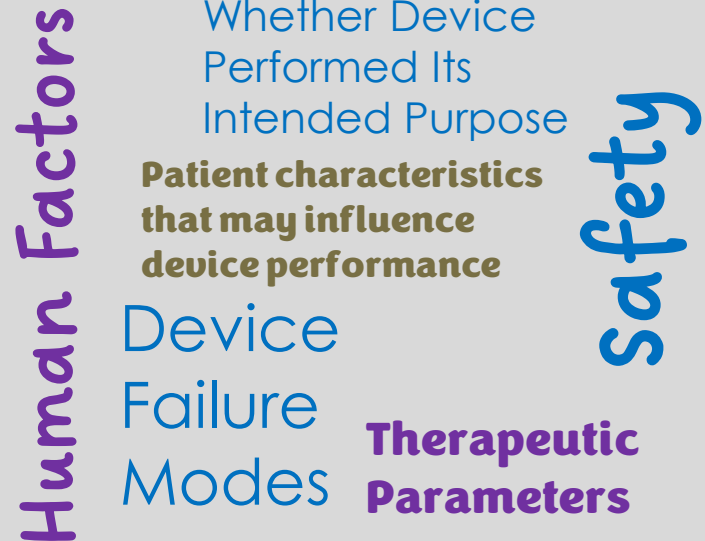 Human Factors
Whether Device
Performed Its
Intended Purpose
Safety
Patient characteristics
that may influence
device performance
Device
Failure
Modes
Therapeutic
Parameters